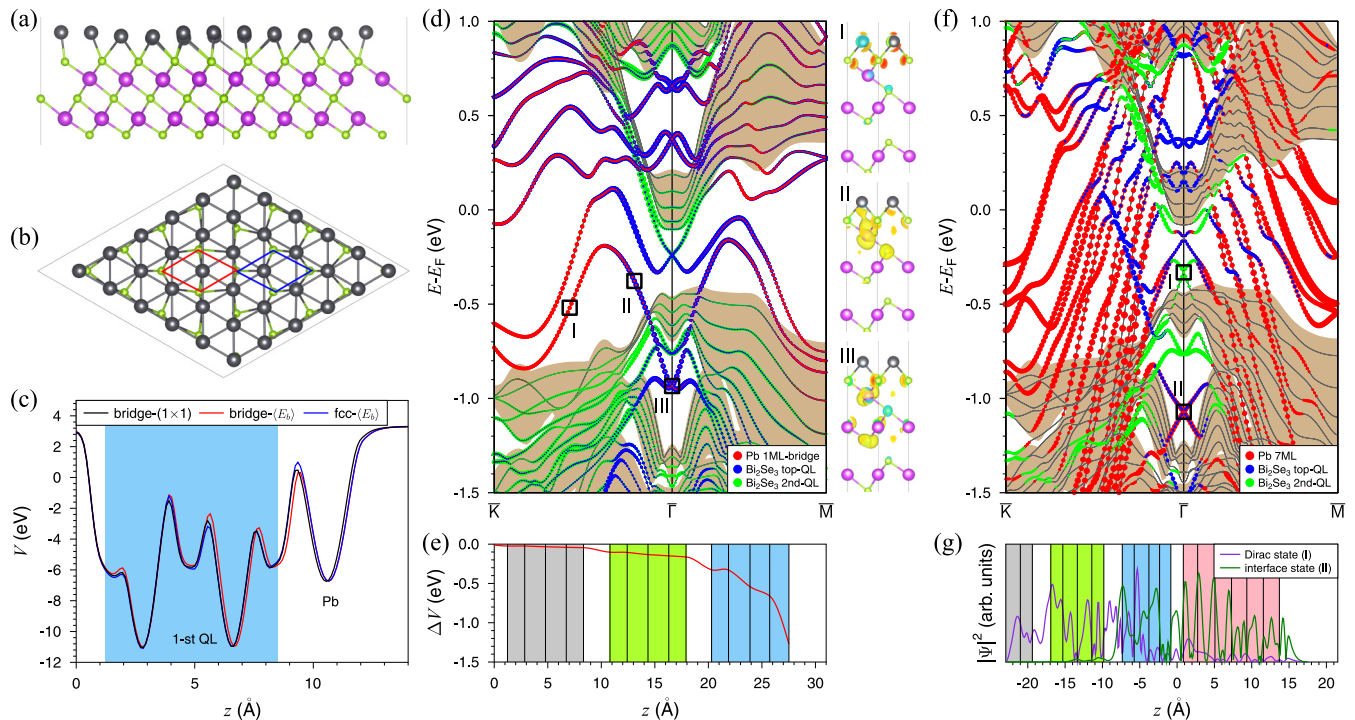 (a)
(b)
(c)
bridge-(1×1) bridge-⟨E_b⟩ fcc-⟨E_b⟩
4
2
0
-2
-4
-6
-8
-10
-12
V (eV)
1-st QL
Pb
0 5 10
z (Å)
(d)
1.0
0.5
0.0
-0.5
-1.0
-1.5
E-E_F (eV)
I
II
III
Pb 1ML-bridge
Bi₂Se₃ top-QL
Bi₂Se₃ 2nd-QL
K̅ Γ̅ M̅
I
II
III
(e)
0.0
-0.5
-1.0
-1.5
ΔV (eV)
0 5 10 15 20 25 30
z (Å)
(f)
1.0
0.5
0.0
-0.5
-1.0
-1.5
E-E_F (eV)
I
II
Pb 7ML
Bi₂Se₃ top-QL
Bi₂Se₃ 2nd-QL
K̅ Γ̅ M̅
(g)
Dirac state (I)
interface state (II)
|Ψ|² (arb. units)
-20 -15 -10 -5 0 5 10 15 20
z (Å)